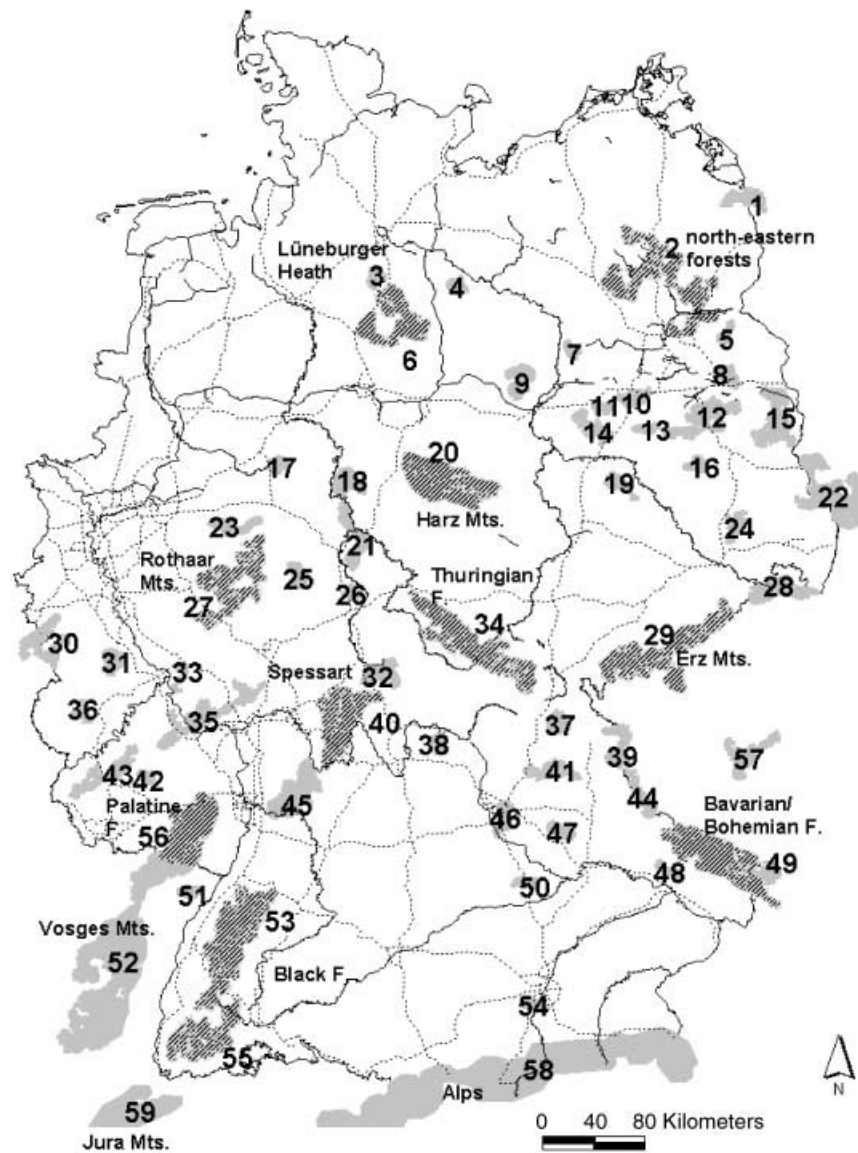 1
2 north-eastern
forests
Lüneburger
Heath
3
4
5
6
7
8
9
11 10
12
15
14
13
16
17
18
19
20
Harz Mts.
22
23
24
Rothaar
Mts.
21
25
26
27
Thuringian
F.
28
29
Erz Mts.
30
31
33
Spessart
32
34
35
36
37
38
39
40
41
43
42
Palatine
F
44
45
46
47
57
Bavarian/
Bohemian F.
48
49
50
51
56
Vosges Mts.
52
53
Black F.
54
55
58
Alps
59
Jura Mts.
0 40 80 Kilometers
N